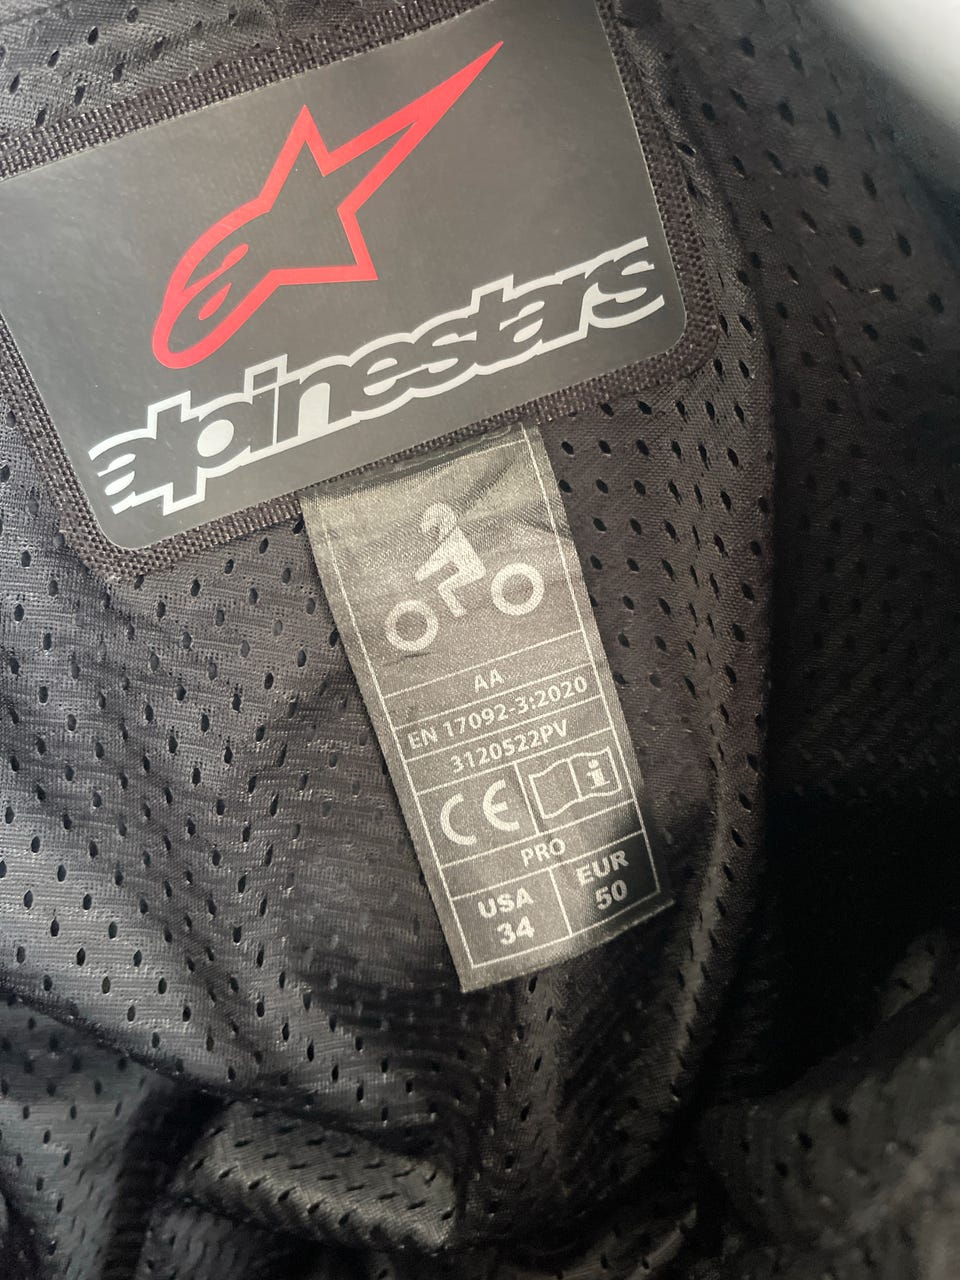 alpinestars
AA
EN 17092-3:2020
3120522PV
CE i
PRO
USA EUR
34 50